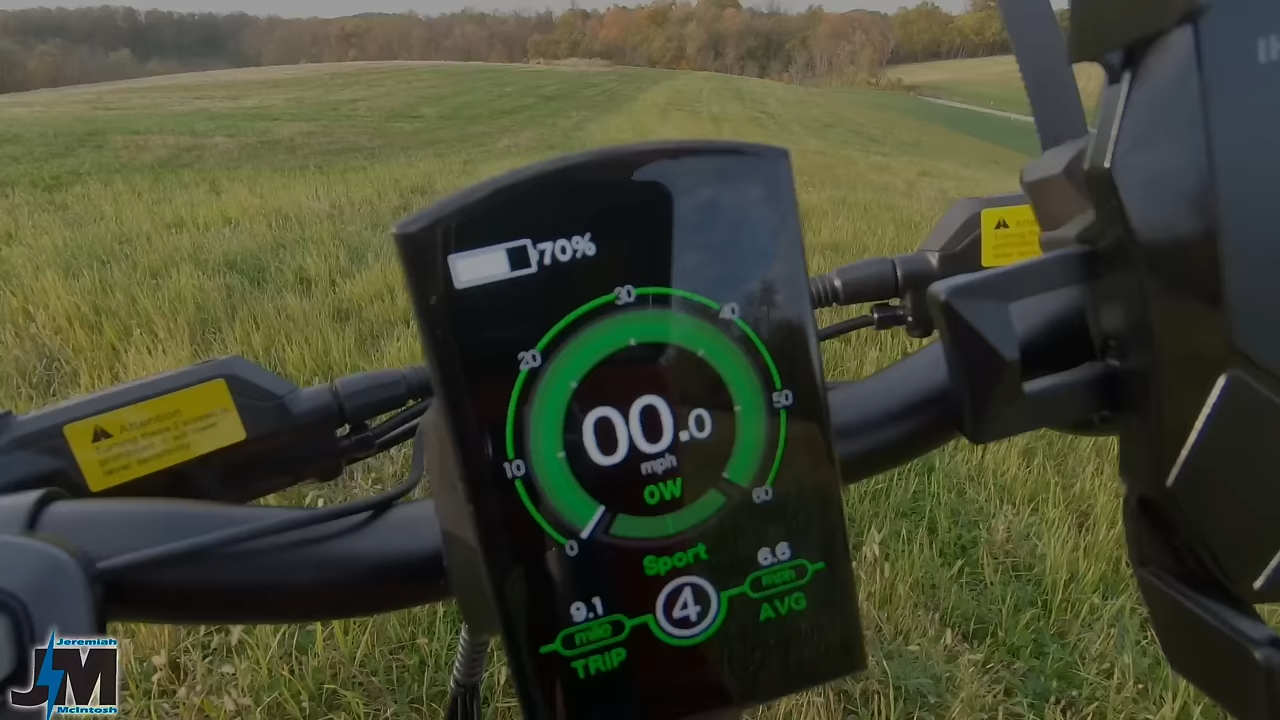 70%
30
40
20
50
10
60
0
00.0
mph
0W
Sport
6.6
mph
AVG
4
9.1
mile
TRIP
Attention
Jeremiah
JM
McIntosh